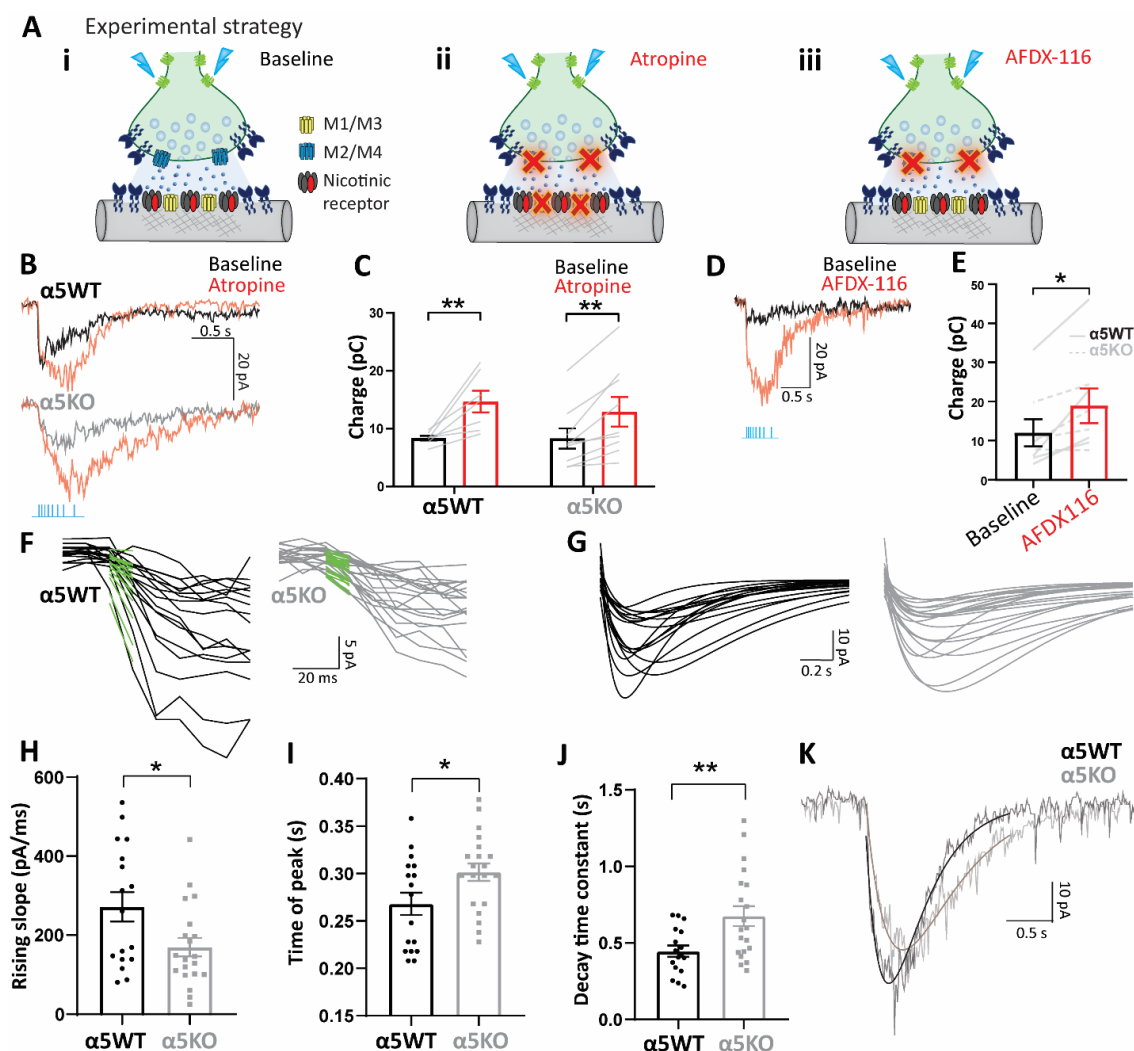 A Experimental strategy
i Baseline
ii Atropine
iii AFDX-116
M1/M3
M2/M4
Nicotinic
receptor
B Baseline
Atropine
α5WT
0.5 s
20 pA
α5KO
C Baseline
Atropine
** **
Charge (pC)
30
20
10
0
α5WT α5KO
D Baseline
AFDX-116
20 pA
0.5 s
E
*
Charge (pC)
50
40
30
20
10
0
α5WT
α5KO
Baseline AFDX116
F
α5WT
α5KO
5 pA
20 ms
G
10 pA
0.2 s
H
*
Rising slope (pA/ms)
600
400
200
0
α5WT α5KO
I
*
Time of peak (s)
0.40
0.35
0.30
0.25
0.20
0.15
α5WT α5KO
J
**
Decay time constant (s)
1.5
1.0
0.5
0.0
α5WT α5KO
K α5WT
α5KO
10 pA
0.5 s